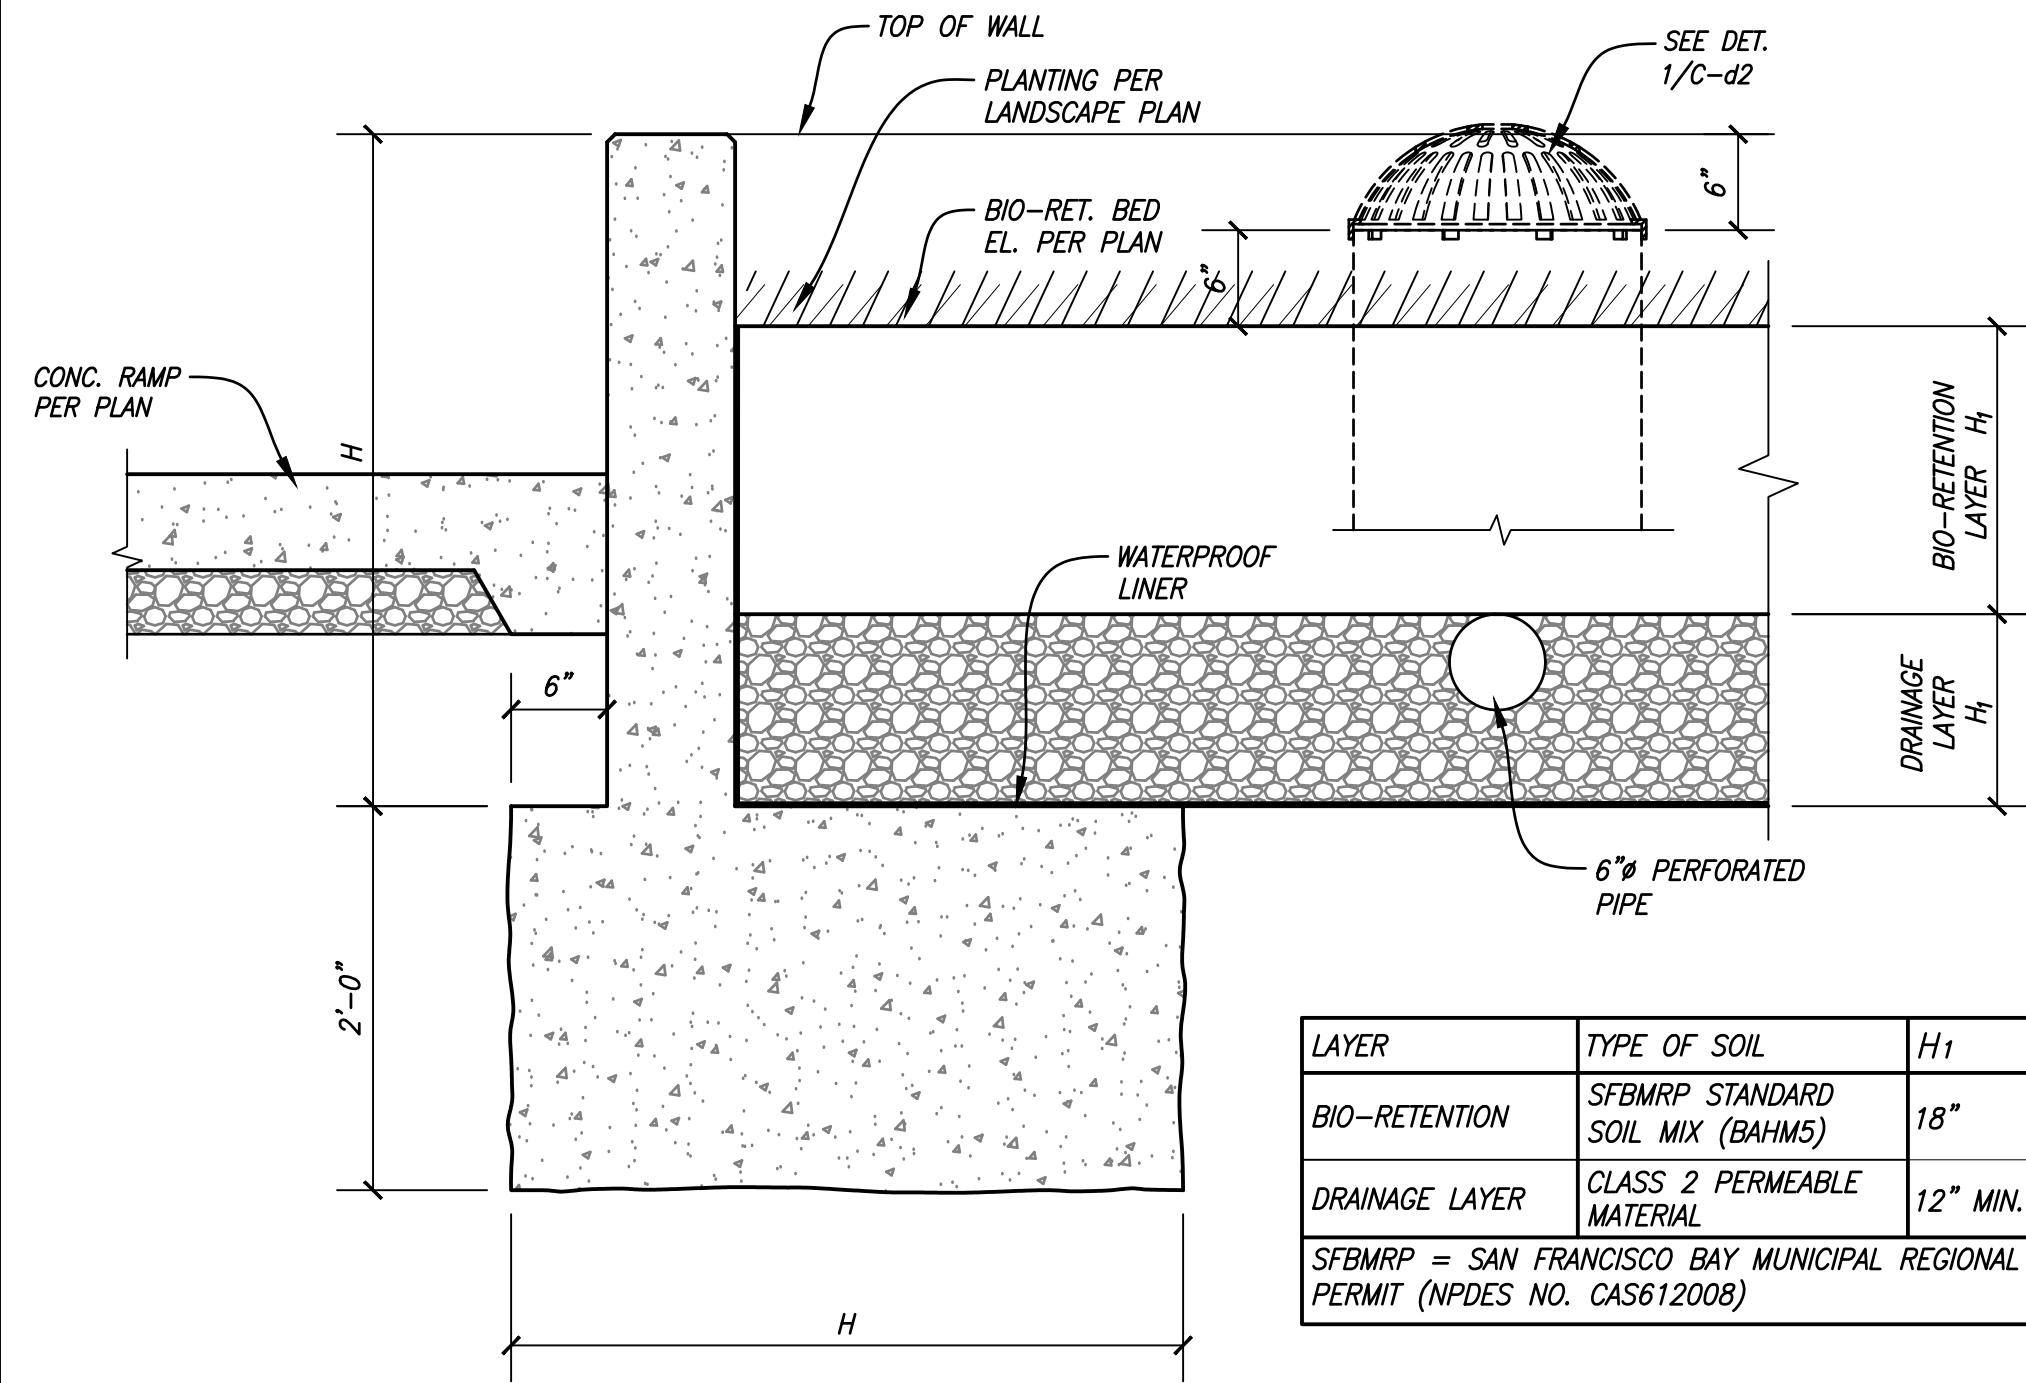 TOP OF WALL
PLANTING PER
LANDSCAPE PLAN
SEE DET.
1/C-d2
BIO-RET. BED
EL. PER PLAN
6"
6"
CONC. RAMP
PER PLAN
H
BIO-RETENTION
LAYER H1
WATERPROOF
LINER
6"
DRAINAGE
LAYER
H1
6"ø PERFORATED
PIPE
2'-0"
H
LAYER TYPE OF SOIL H1
BIO-RETENTION SFBMRP STANDARD
SOIL MIX (BAHM5) 18"
DRAINAGE LAYER CLASS 2 PERMEABLE
MATERIAL 12" MIN.
SFBMRP = SAN FRANCISCO BAY MUNICIPAL REGIONAL
PERMIT (NPDES NO. CAS612008)